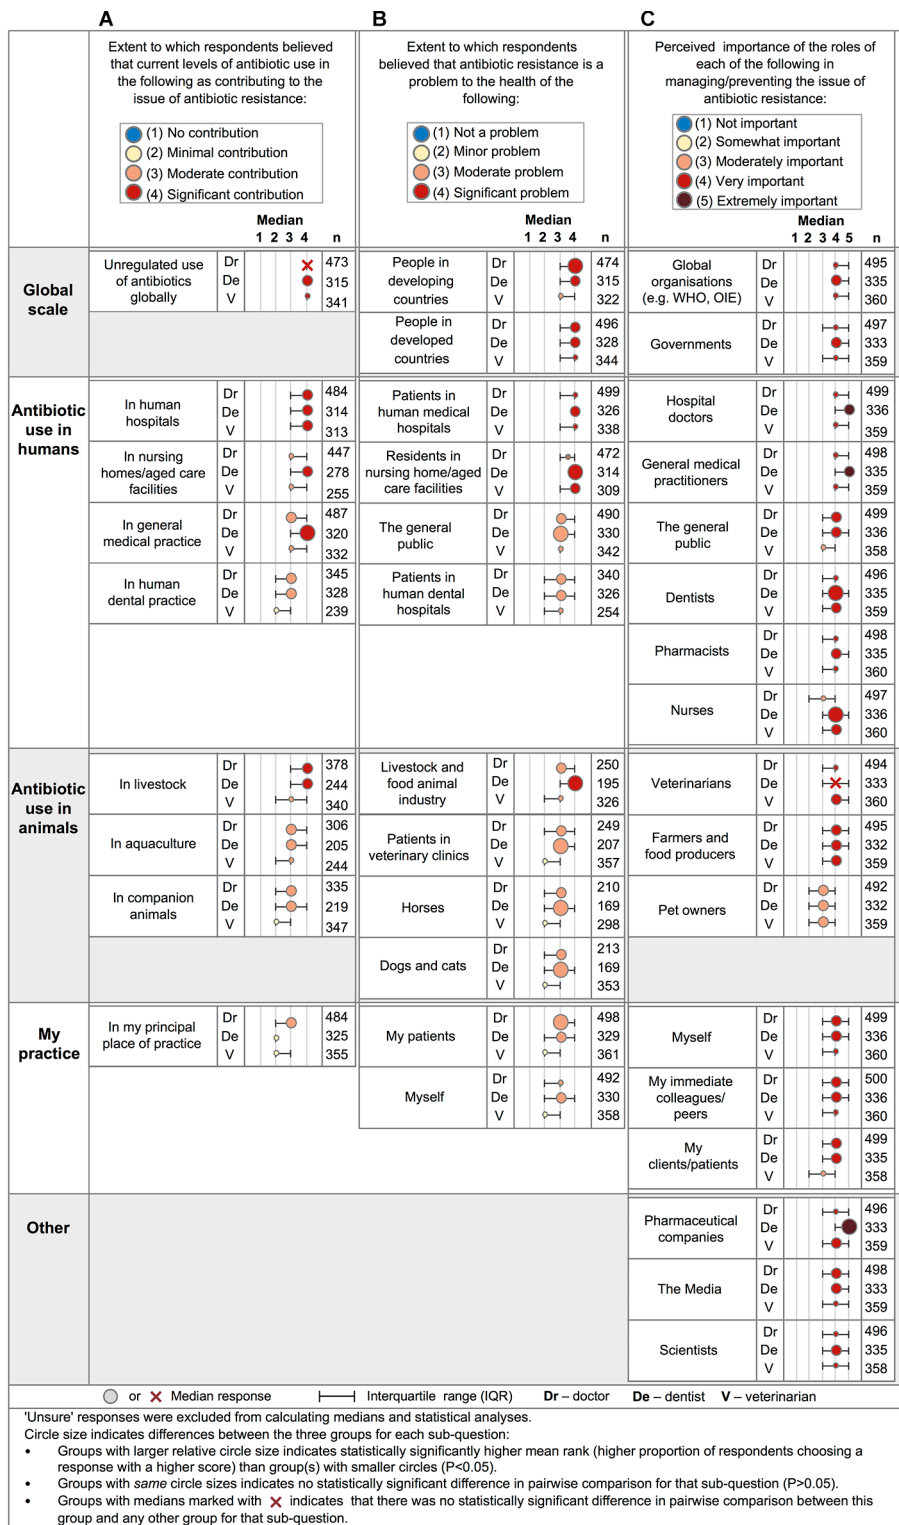 A
B
C
Extent to which respondents believed
that current levels of antibiotic use in
the following as contributing to the
issue of antibiotic resistance:
(1) No contribution
(2) Minimal contribution
(3) Moderate contribution
(4) Significant contribution
Median
1 2 3 4 n
Extent to which respondents
believed that antibiotic resistance is a
problem to the health of the
following:
(1) Not a problem
(2) Minor problem
(3) Moderate problem
(4) Significant problem
Median
1 2 3 4 n
Perceived importance of the roles of
each of the following in
managing/preventing the issue of
antibiotic resistance:
(1) Not important
(2) Somewhat important
(3) Moderately important
(4) Very important
(5) Extremely important
Median
1 2 3 4 5 n
Global
scale
Unregulated use
of antibiotics
globally
Dr 473
De 315
V 341
People in
developing
countries
Dr 474
De 315
V 322
People in
developed
countries
Dr 496
De 328
V 344
Global
organisations
(e.g. WHO, OIE)
Dr 495
De 335
V 360
Governments
Dr 497
De 333
V 359
Antibiotic
use in
humans
In human
hospitals
Dr 484
De 314
V 313
In nursing
homes/aged care
facilities
Dr 447
De 278
V 255
In general
medical practice
Dr 487
De 320
V 332
In human
dental practice
Dr 345
De 328
V 239
Patients in
human medical
hospitals
Dr 499
De 326
V 338
Residents in
nursing home/aged
care facilities
Dr 472
De 314
V 309
The general
public
Dr 490
De 330
V 342
Patients in
human dental
hospitals
Dr 340
De 326
V 254
Hospital
doctors
Dr 499
De 336
V 359
General medical
practitioners
Dr 498
De 335
V 359
The general
public
Dr 499
De 336
V 358
Dentists
Dr 496
De 335
V 359
Pharmacists
Dr 498
De 335
V 360
Nurses
Dr 497
De 336
V 360
Antibiotic
use in
animals
In livestock
Dr 378
De 244
V 340
In aquaculture
Dr 306
De 205
V 244
In companion
animals
Dr 335
De 219
V 347
Livestock and
food animal
industry
Dr 250
De 195
V 326
Patients in
veterinary clinics
Dr 249
De 207
V 357
Horses
Dr 210
De 169
V 298
Dogs and cats
Dr 213
De 169
V 353
Veterinarians
Dr 494
De 333
V 360
Farmers and
food producers
Dr 495
De 332
V 359
Pet owners
Dr 492
De 332
V 359
My
practice
In my principal
place of practice
Dr 484
De 325
V 355
My patients
Dr 498
De 329
V 361
Myself
Dr 492
De 330
V 358
Myself
Dr 499
De 336
V 360
My immediate
colleagues/
peers
Dr 500
De 336
V 360
My
clients/patients
Dr 499
De 335
V 358
Other
Pharmaceutical
companies
Dr 496
De 333
V 359
The Media
Dr 498
De 333
V 359
Scientists
Dr 496
De 335
V 358
or Median response Interquartile range (IQR) Dr – doctor De – dentist V – veterinarian
'Unsure' responses were excluded from calculating medians and statistical analyses.
Circle size indicates differences between the three groups for each sub-question:
• Groups with larger relative circle size indicates statistically significantly higher mean rank (higher proportion of respondents choosing a
response with a higher score) than group(s) with smaller circles (P<0.05).
• Groups with same circle sizes indicates no statistically significant difference in pairwise comparison for that sub-question (P>0.05).
• Groups with medians marked with indicates that there was no statistically significant difference in pairwise comparison between this
group and any other group for that sub-question.